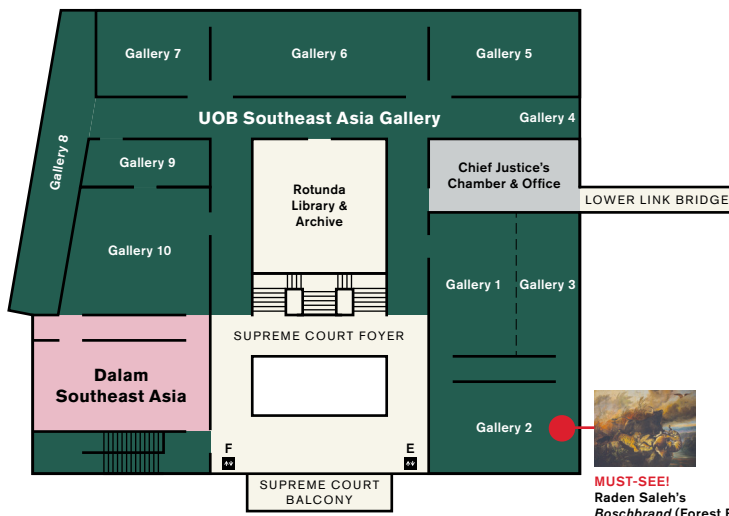 Gallery 7
Gallery 6
Gallery 5
UOB Southeast Asia Gallery
Gallery 4
Gallery 8
Gallery 9
Rotunda
Library &
Archive
Chief Justice's
Chamber & Office
LOWER LINK BRIDGE
Gallery 10
Gallery 1
Gallery 3
SUPREME COURT FOYER
Dalam
Southeast Asia
Gallery 2
F
E
SUPREME COURT
BALCONY
MUST-SEE!
Raden Saleh's
Boschbrand (Forest